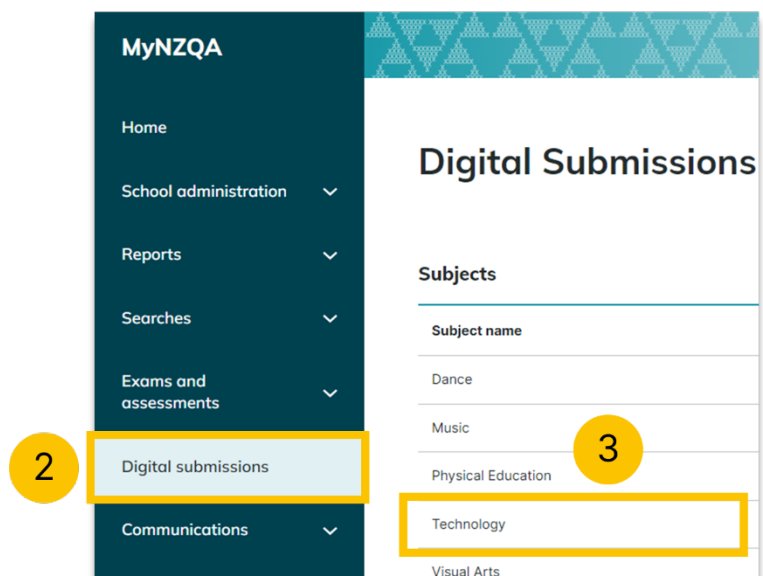 MyNZQA
Home
School administration
Reports
Searches
Exams and
assessments
2
Digital submissions
Communications
Digital Submissions
Subjects
Subject name
Dance
Music
3
Physical Education
Technology
Visual Arts